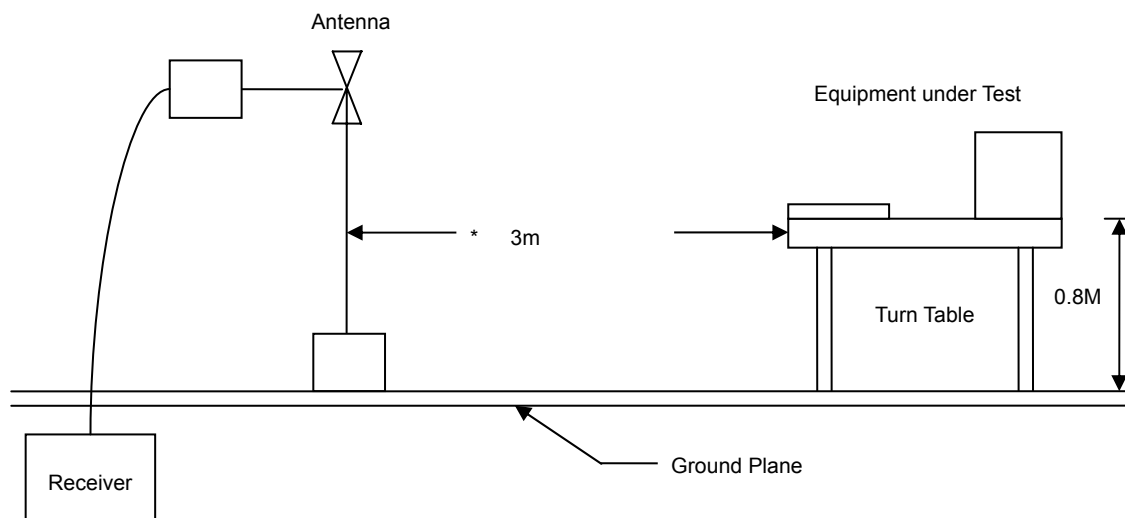 Antenna
Equipment under Test
* 3m
0.8M
Turn Table
Ground Plane
Receiver